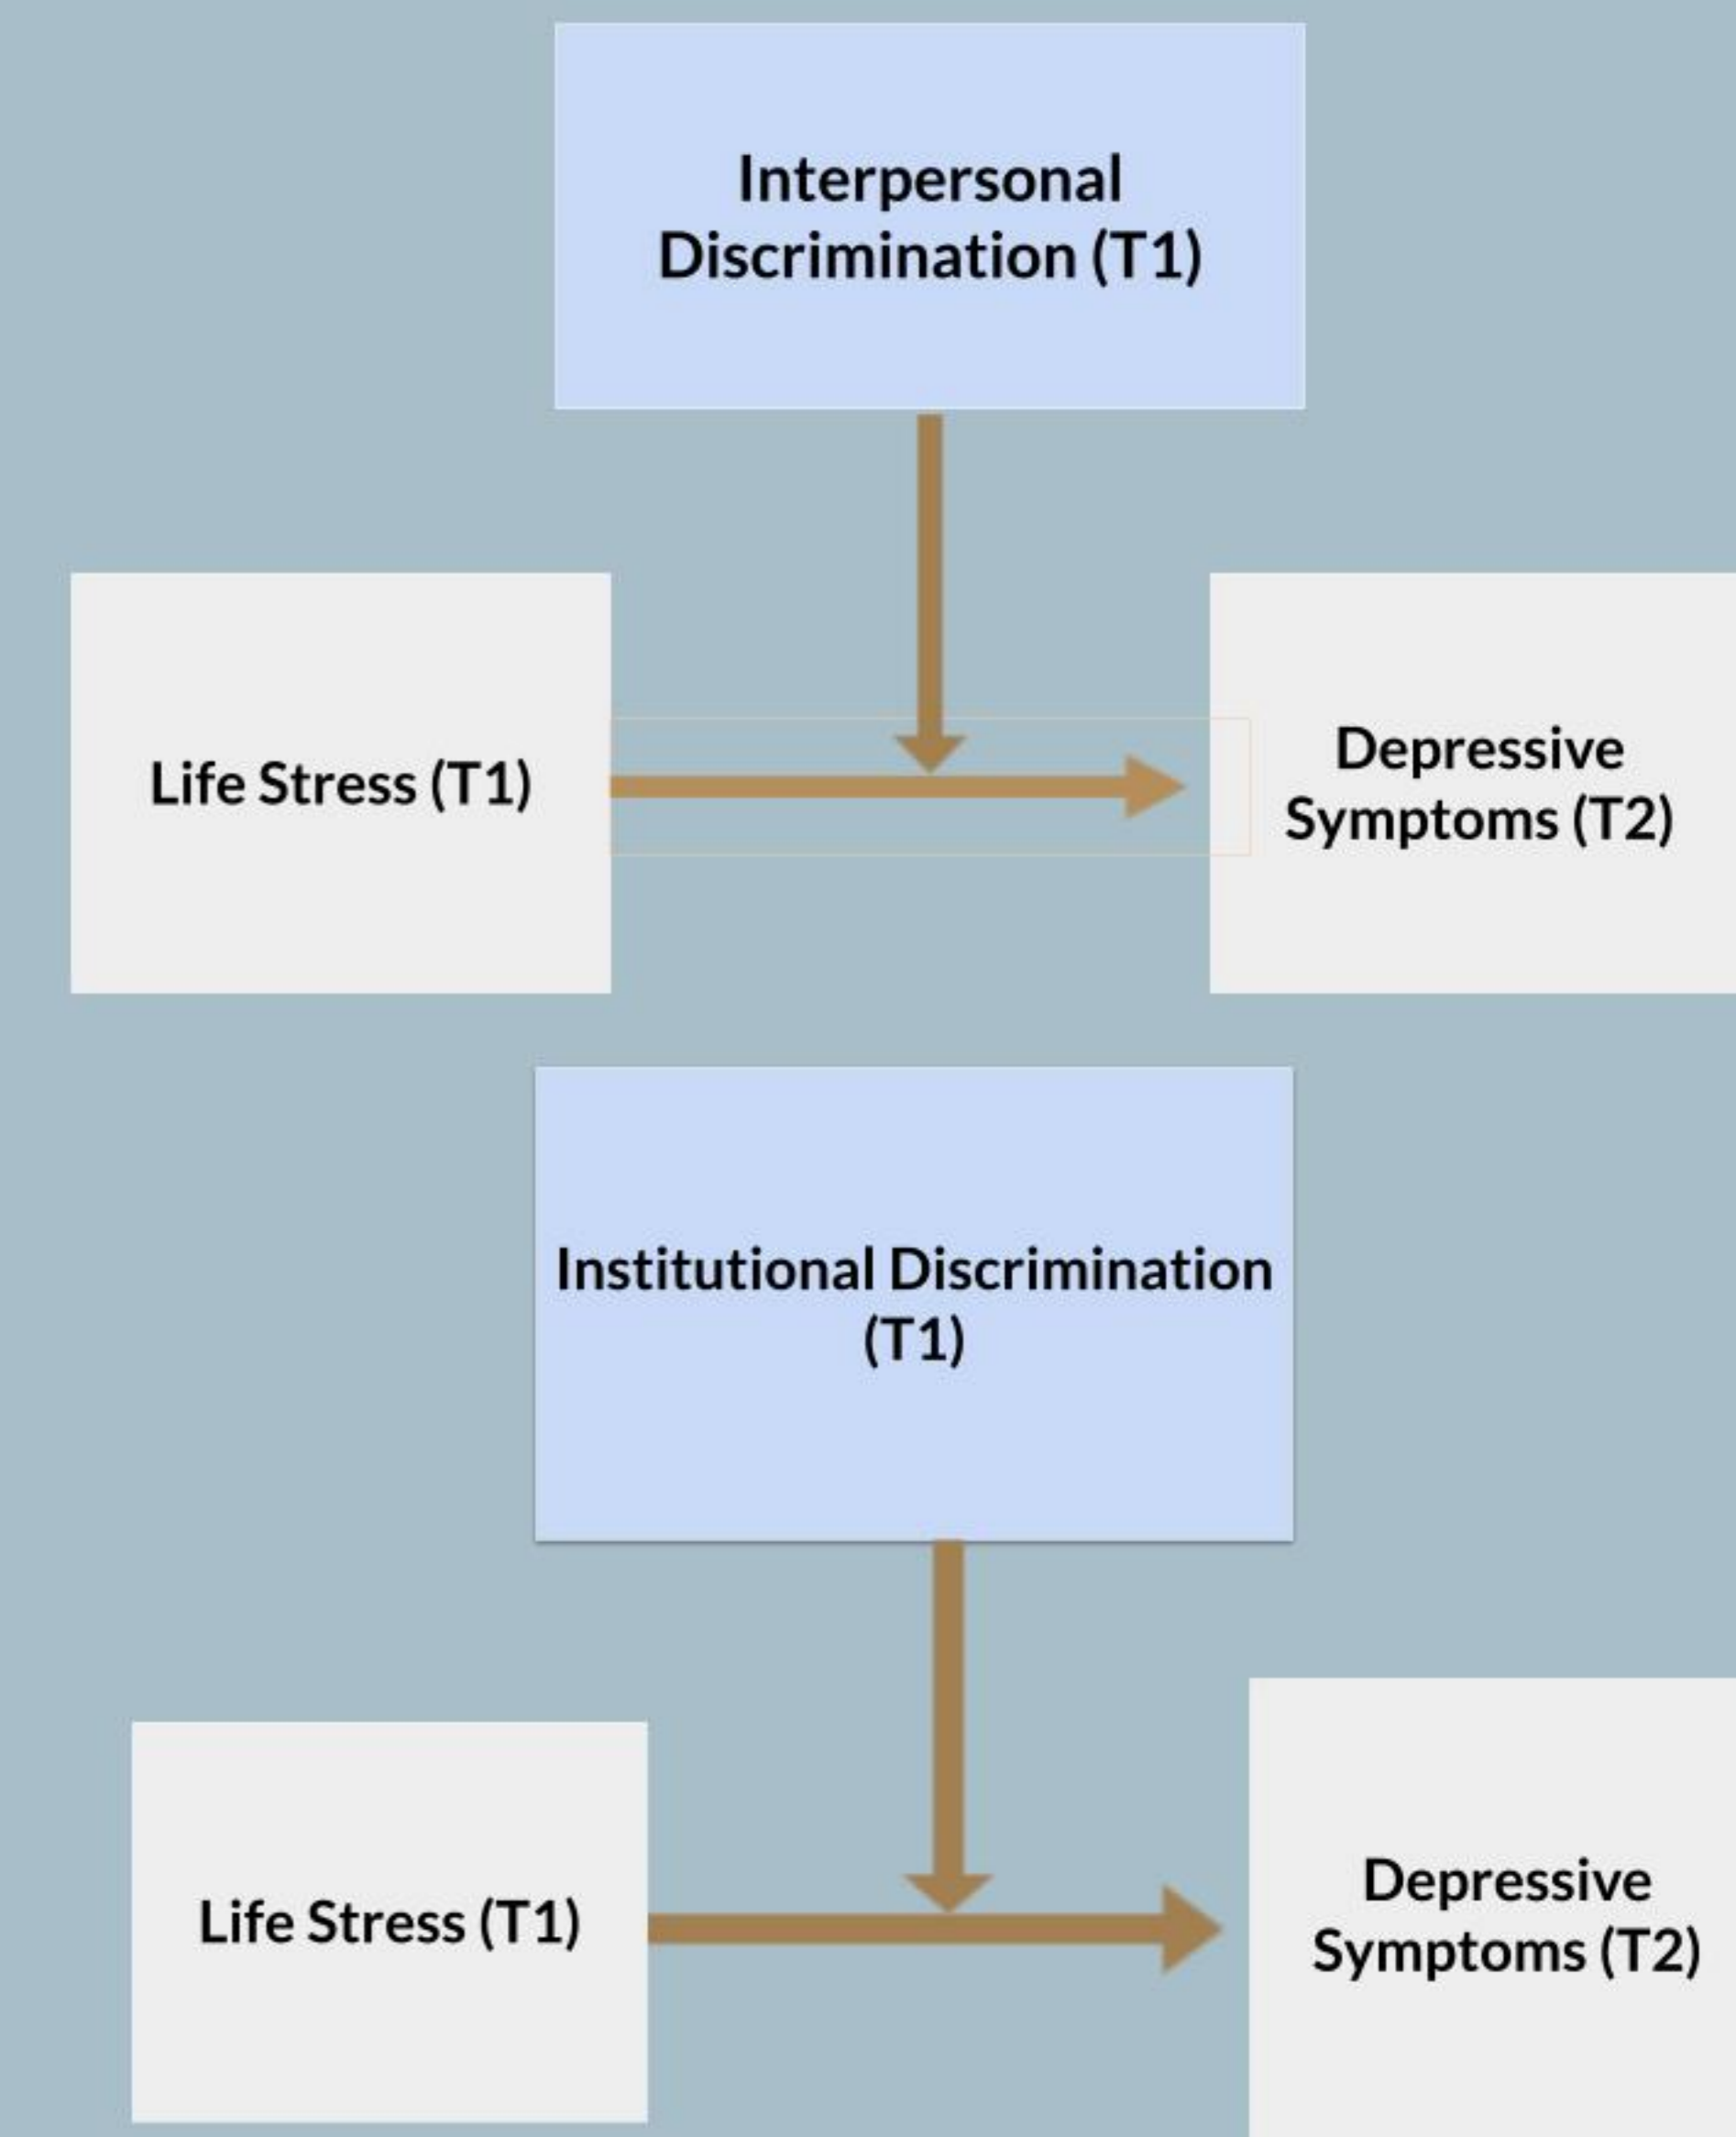 Interpersonal
Discrimination (T1)
Life Stress (T1)
Depressive
Symptoms (T2)
Institutional Discrimination
(T1)
Life Stress (T1)
Depressive
Symptoms (T2)